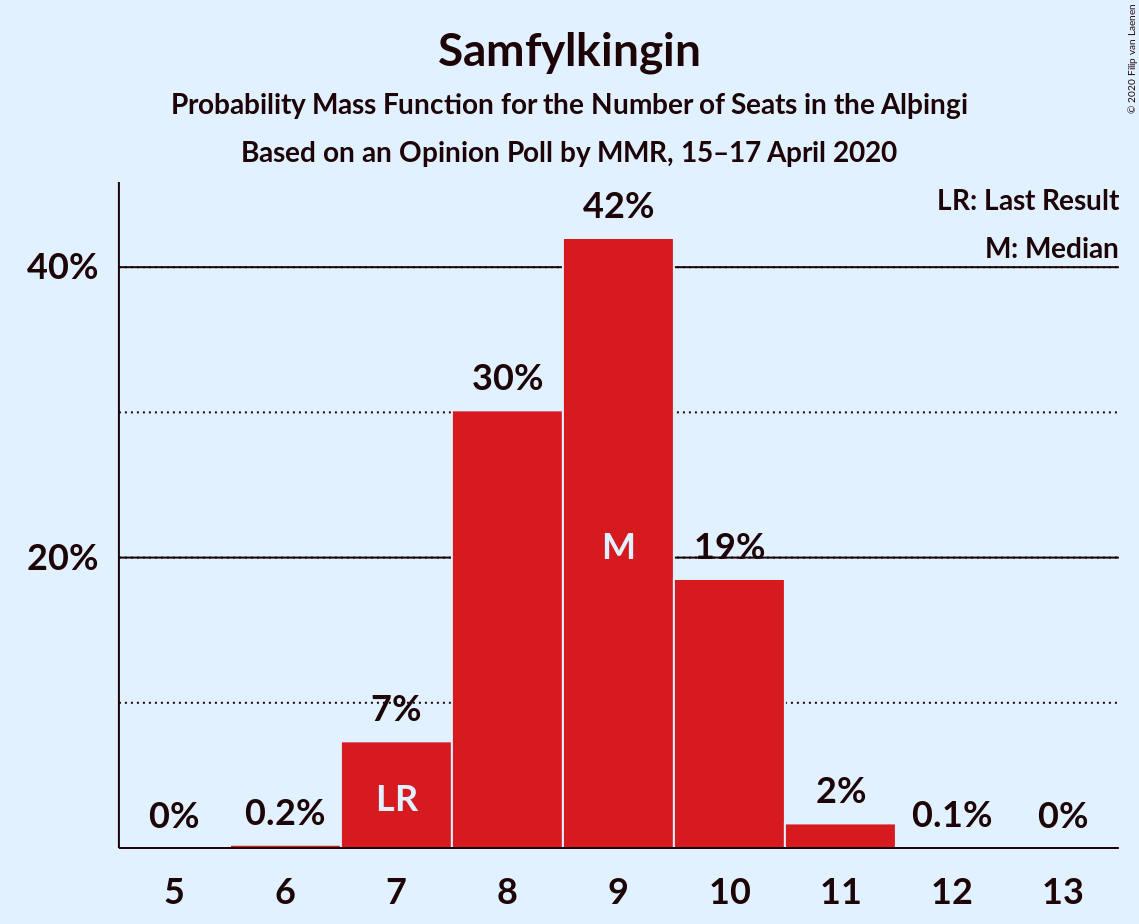 Samfylkingin
Probability Mass Function for the Number of Seats in the Alþingi
Based on an Opinion Poll by MMR, 15–17 April 2020
© 2020 Filip van Laenen
LR: Last Result
M: Median
42%
40%
30%
M
19%
20%
7%
LR
2%
0%
0.2%
0.1%
0%
5 6 7 8 9 10 11 12 13